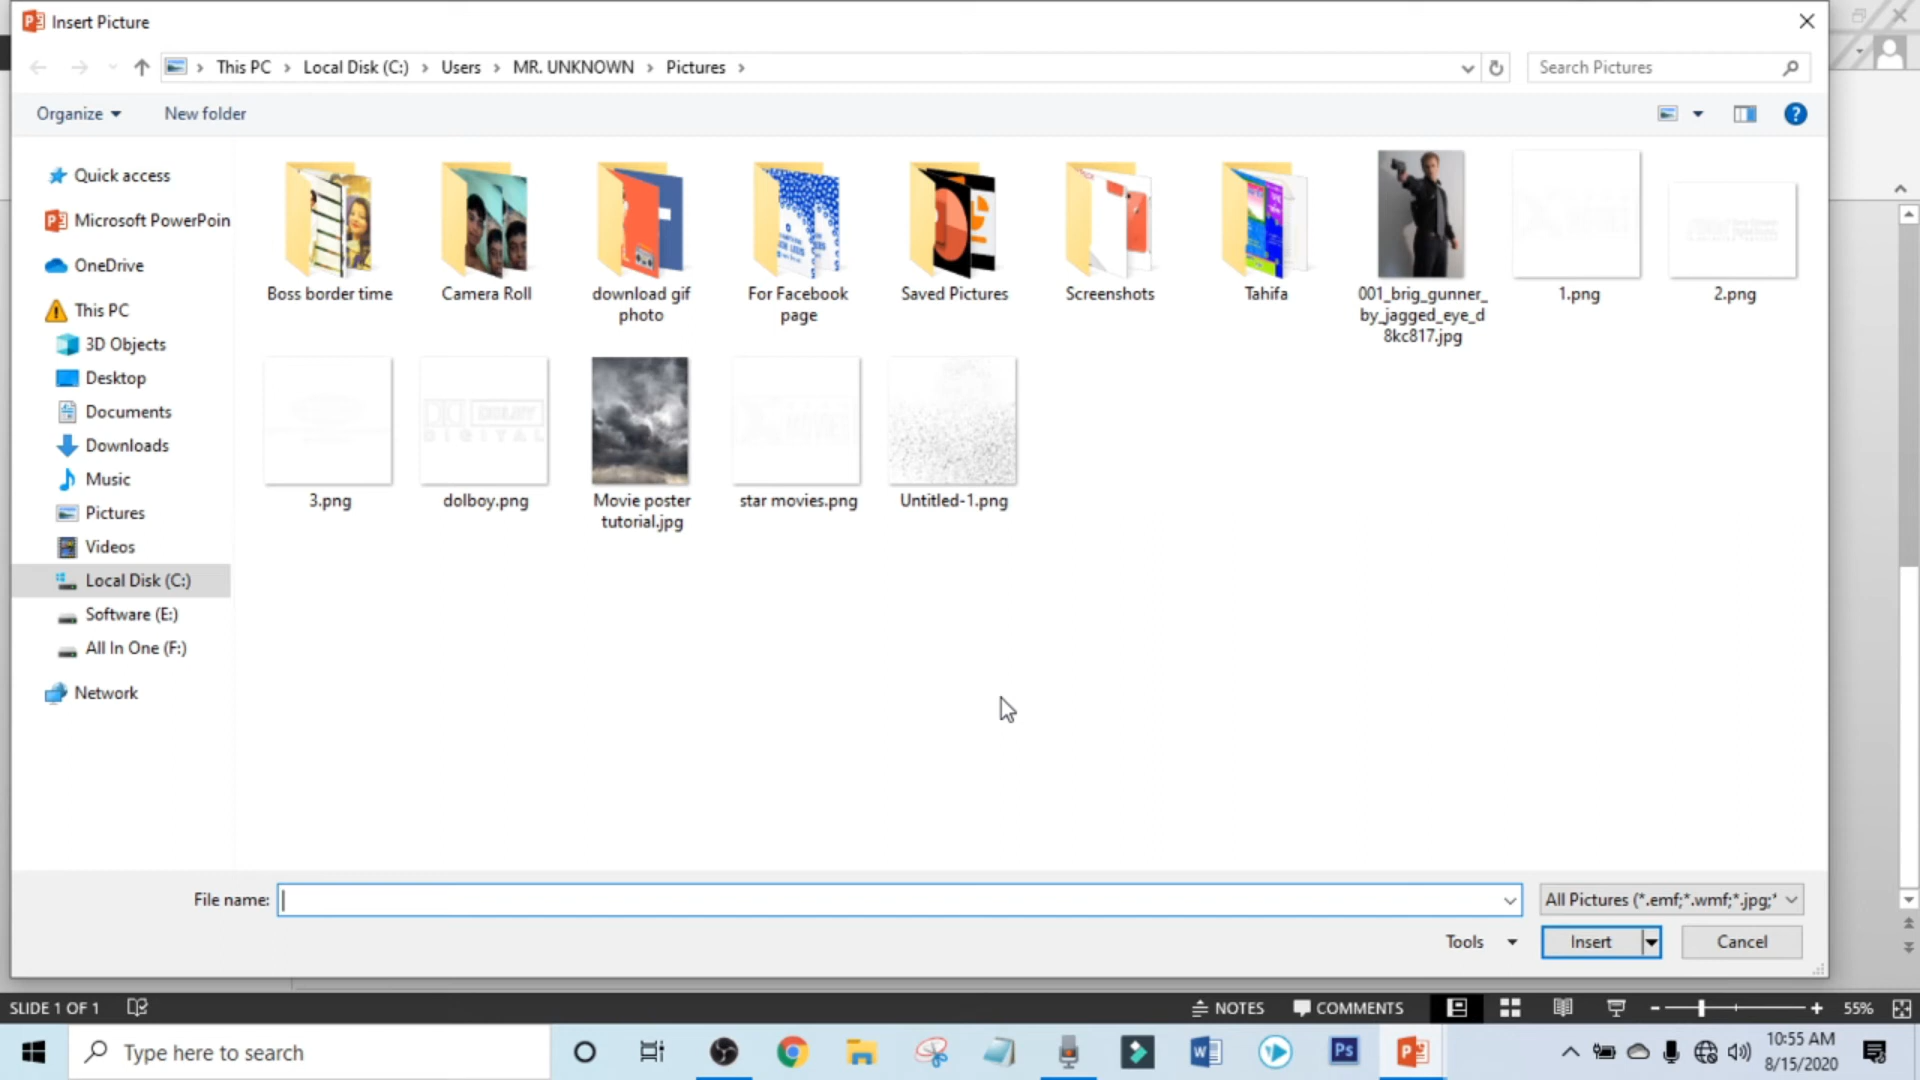 Insert Picture
This PC
Local Disk (C:)
Users
MR. UNKNOWN
Pictures
Search Pictures
Organize
New folder
Quick access
Microsoft PowerPoin
OneDrive
This PC
3D Objects
Desktop
Documents
Downloads
Music
Pictures
Videos
Local Disk (C:)
Software (E:)
All In One (F:)
Network
Boss border time
Camera Roll
download gif
photo
For Facebook
page
Saved Pictures
Screenshots
Tahifa
001_brig_gunner_
by_jagged_eye_d
8kc817.jpg
1.png
2.png
DOLBY
DIGITAL
3.png
dolboy.png
Movie poster
tutorial.jpg
star movies.png
Untitled-1.png
File name:
All Pictures (*.emf;*.wmf;*.jpg;*
Tools
Insert
Cancel
SLIDE 1 OF 1
NOTES
COMMENTS
55%
Type here to search
Ps
10:55 AM
8/15/2020